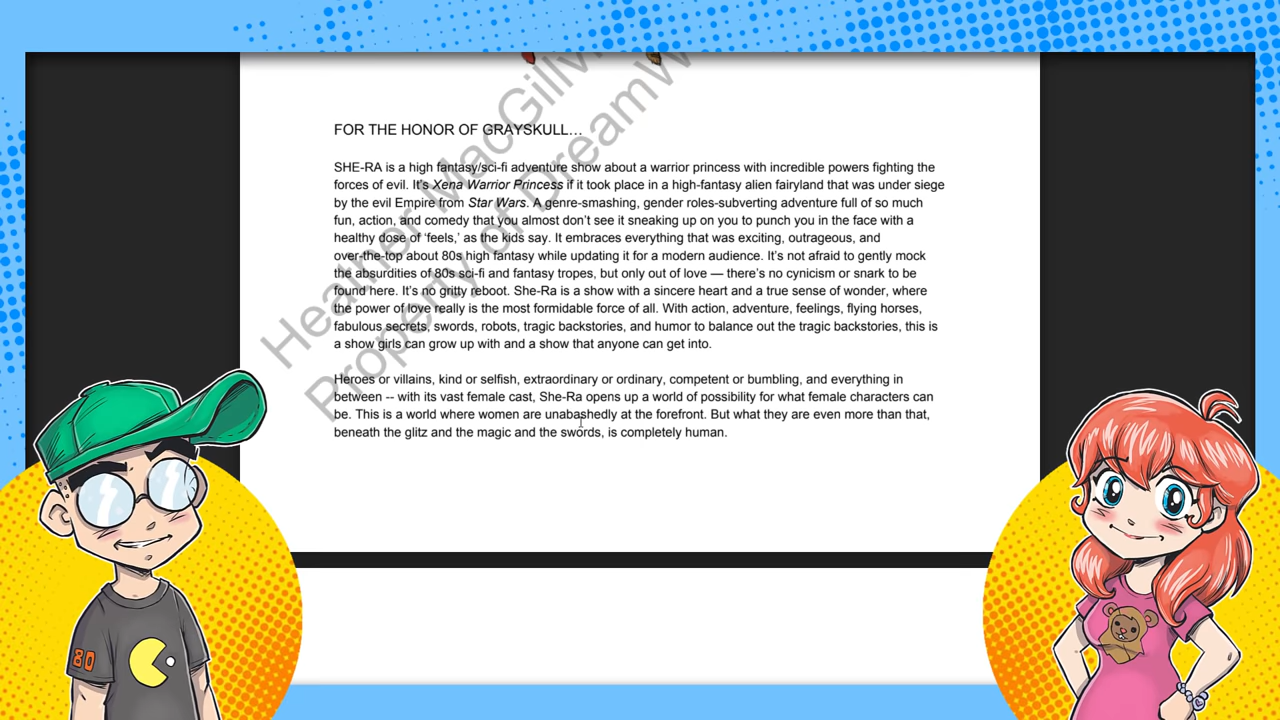 FOR THE HONOR OF GRAYSKULL…
SHE-RA is a high fantasy/sci-fi adventure show about a warrior princess with incredible powers fighting the
forces of evil. It's Xena Warrior Princess if it took place in a high-fantasy alien fairyland that was under siege
by the evil Empire from Star Wars. A genre-smashing, gender roles-subverting adventure full of so much
fun, action, and comedy that you almost don't see it sneaking up on you to punch you in the face with a
healthy dose of 'feels,' as the kids say. It embraces everything that was exciting, outrageous, and
over-the-top about 80s high fantasy while updating it for a modern audience. It's not afraid to gently mock
the absurdities of 80s sci-fi and fantasy tropes, but only out of love — there's no cynicism or snark to be
found here. It's no gritty reboot. She-Ra is a show with a sincere heart and a true sense of wonder, where
the power of love really is the most formidable force of all. With action, adventure, feelings, flying horses,
fabulous secrets, swords, robots, tragic backstories, and humor to balance out the tragic backstories, this is
a show girls can grow up with and a show that anyone can get into.
Heroes or villains, kind or selfish, extraordinary or ordinary, competent or bumbling, and everything in
between -- with its vast female cast, She-Ra opens up a world of possibility for what female characters can
be. This is a world where women are unabashedly at the forefront. But what they are even more than that,
beneath the glitz and the magic and the swords, is completely human.
Heather
Property of
80